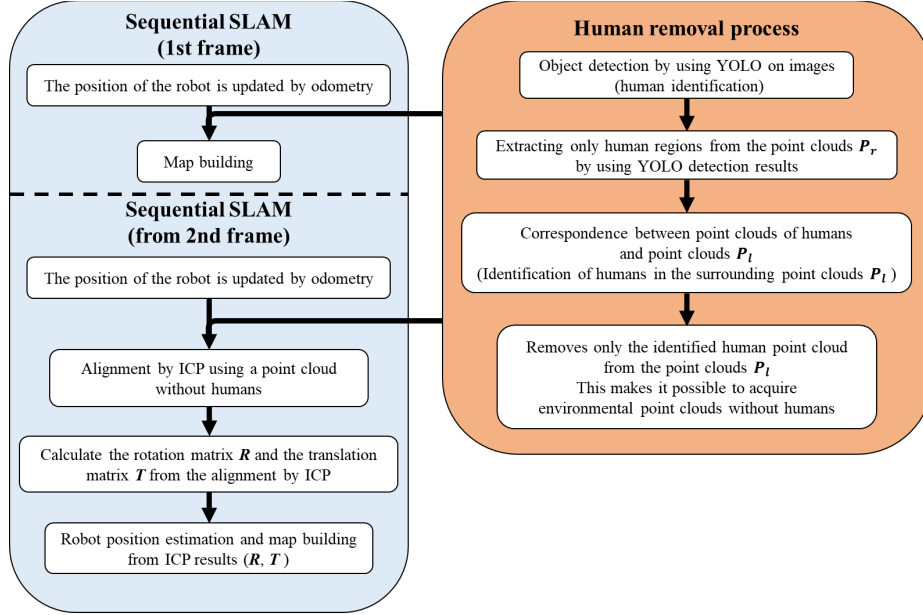 Sequential SLAM
(1st frame)
The position of the robot is updated by odometry
Map building
Sequential SLAM
(from 2nd frame)
The position of the robot is updated by odometry
Alignment by ICP using a point cloud
without humans
Calculate the rotation matrix R and the translation
matrix T from the alignment by ICP
Robot position estimation and map building
from ICP results (R, T )
Human removal process
Object detection by using YOLO on images
(human identification)
Extracting only human regions from the point clouds P_r
by using YOLO detection results
Correspondence between point clouds of humans
and point clouds P_l
(Identification of humans in the surrounding point clouds P_l )
Removes only the identified human point cloud
from the point clouds P_l
This makes it possible to acquire
environmental point clouds without humans